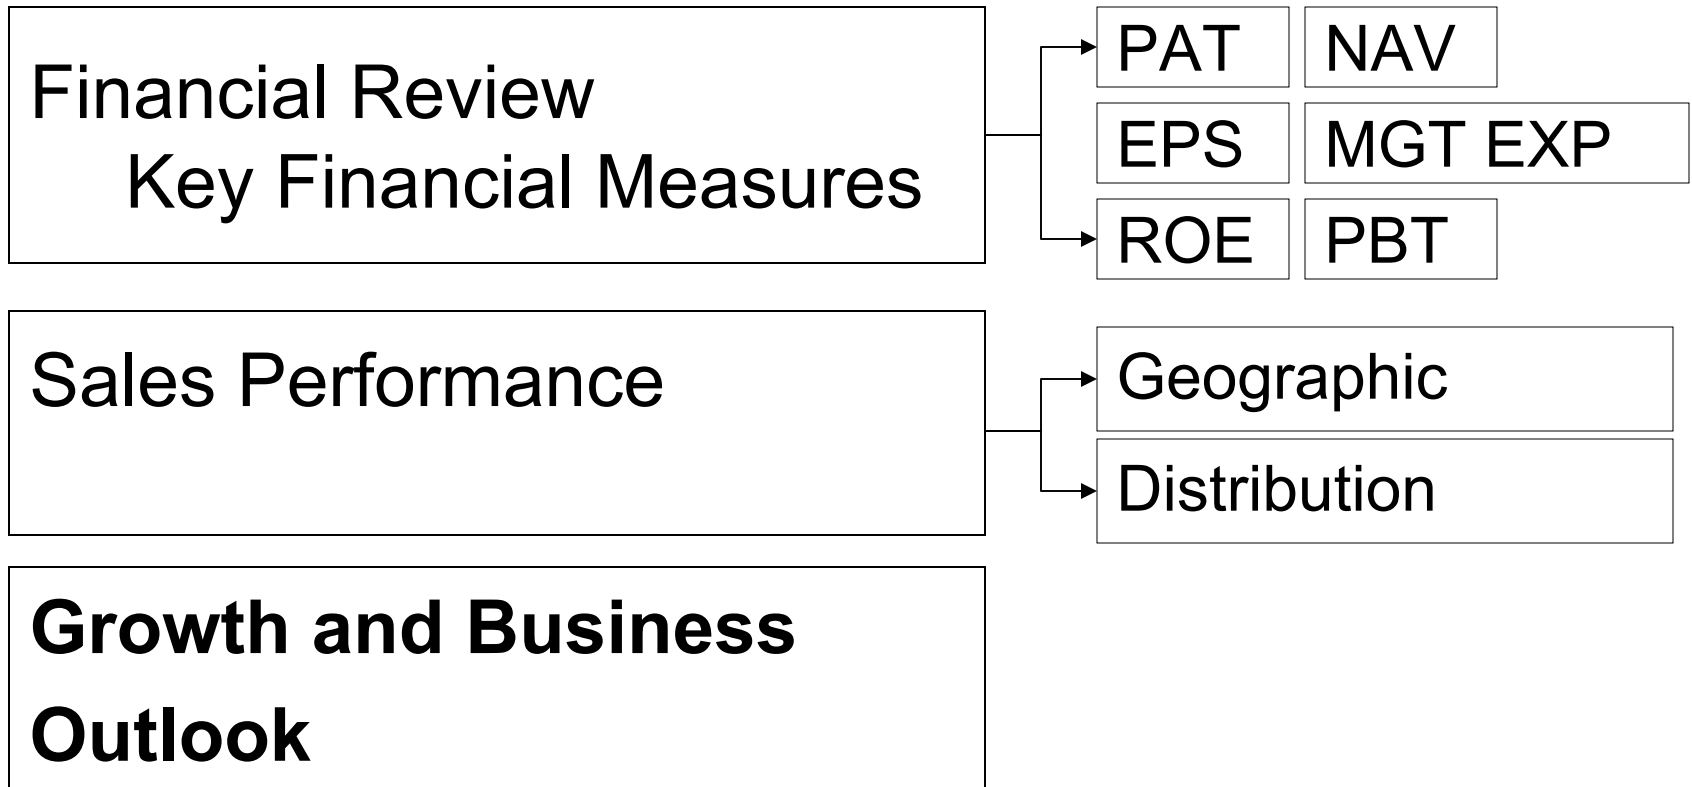 Financial Review
Key Financial Measures
PAT
NAV
EPS
MGT EXP
ROE
PBT
Sales Performance
Geographic
Distribution
Growth and Business
Outlook